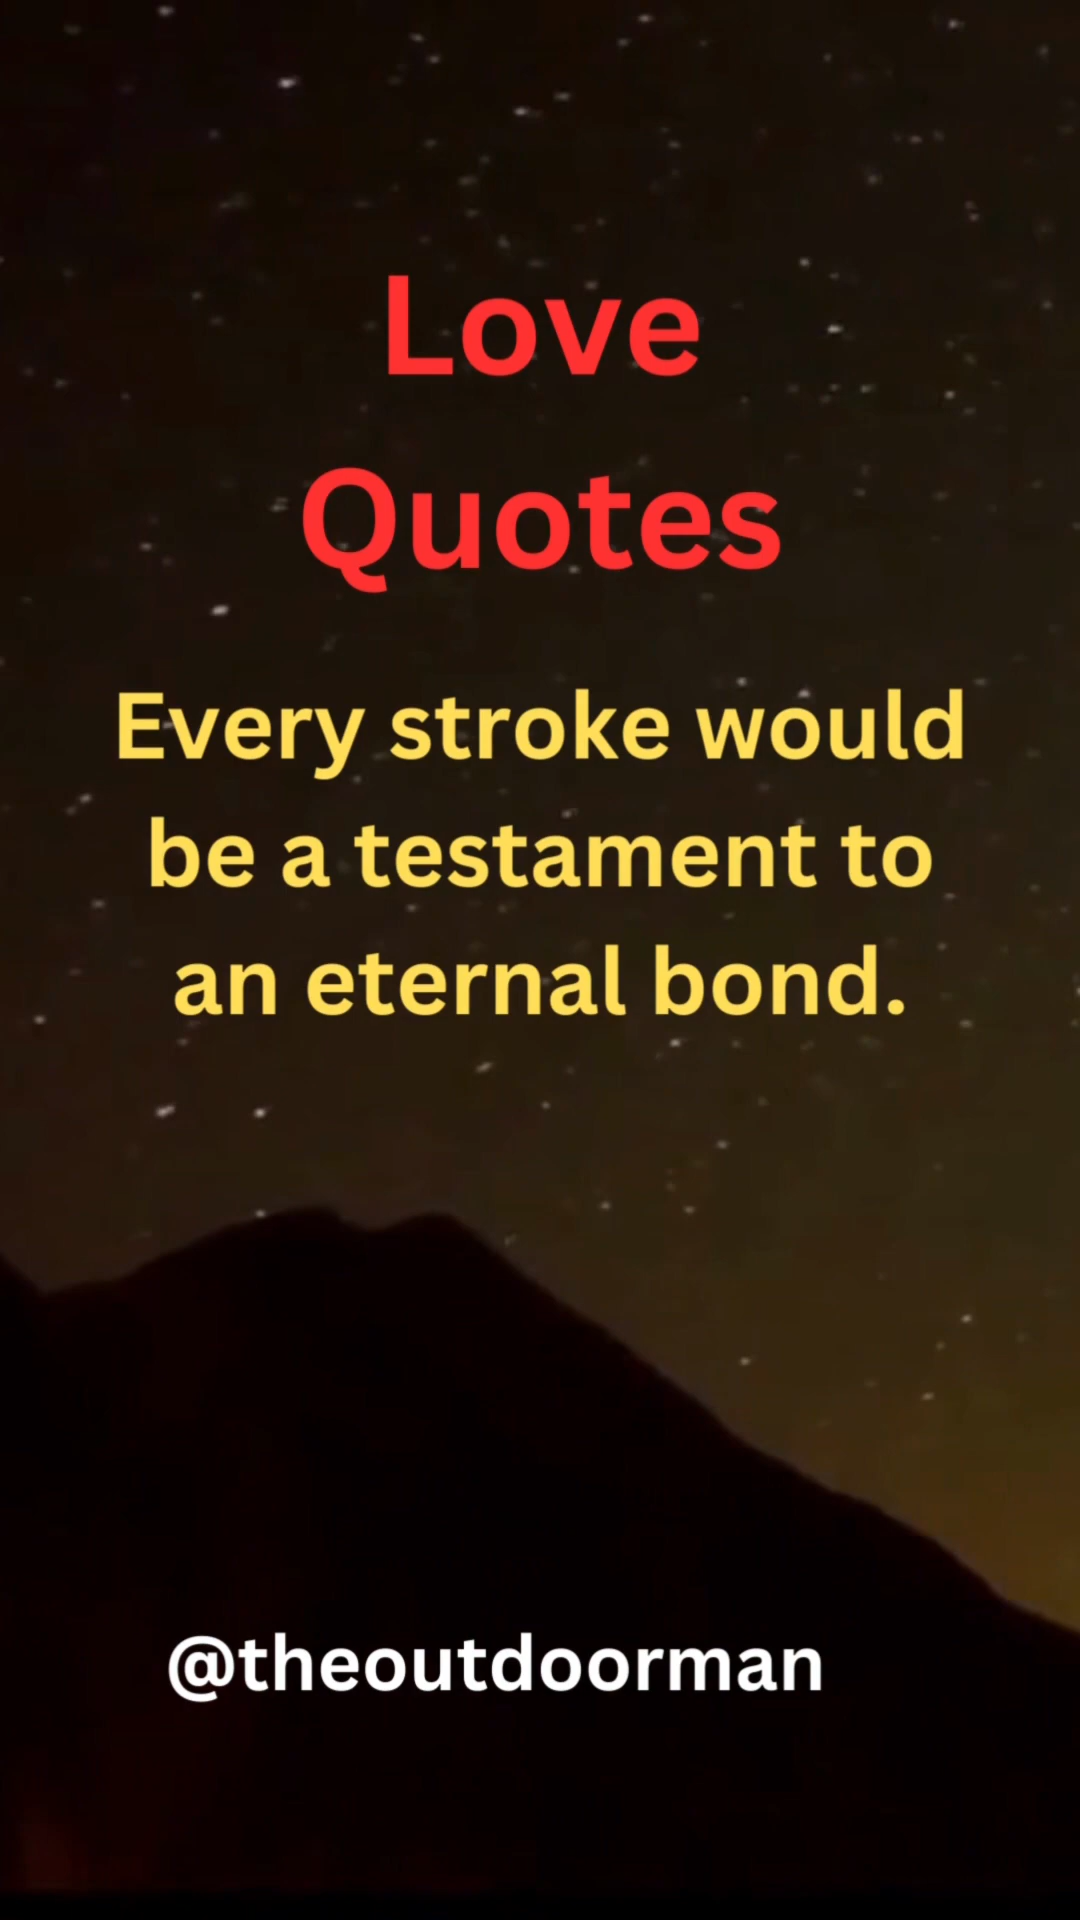 Love
Quotes
Every stroke would
be a testament to
an eternal bond.
@theoutdoorman